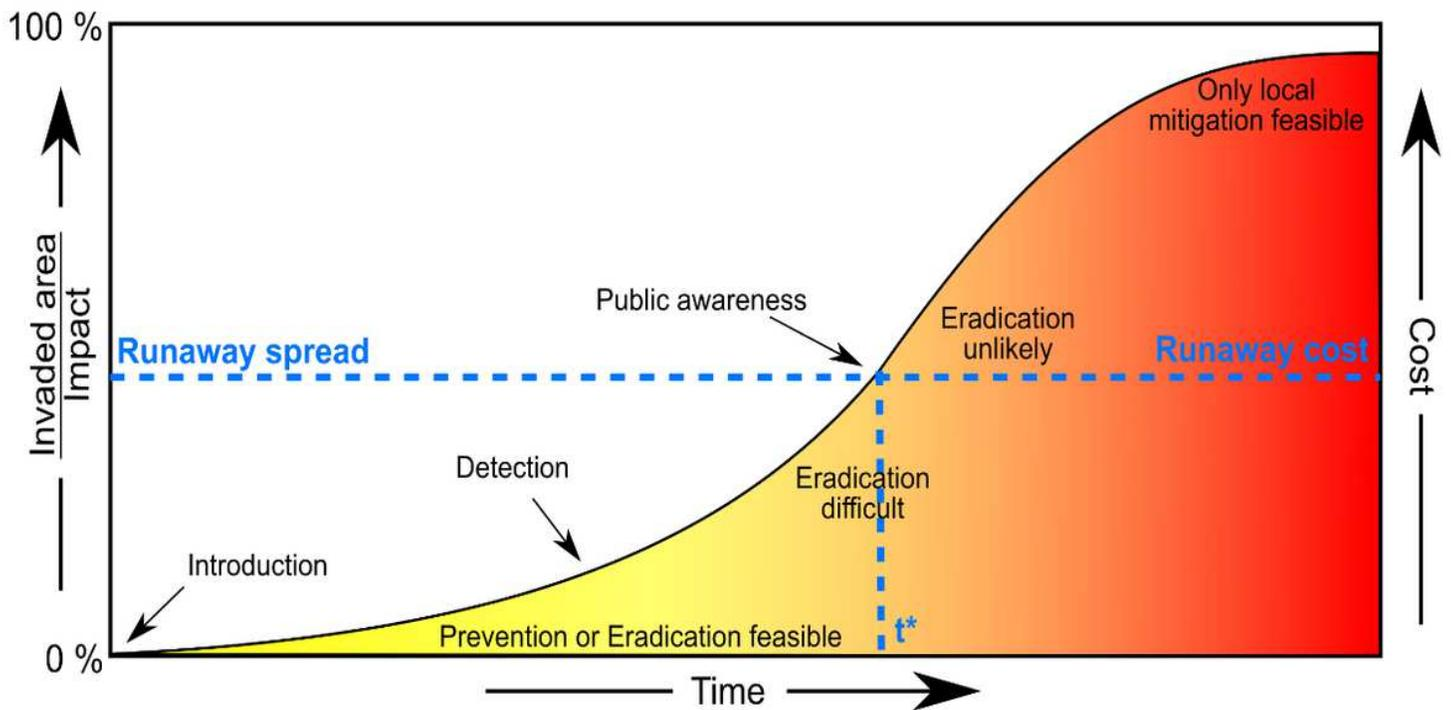 100 %
Only local
mitigation feasible
Public awareness
Eradication
unlikely
Runaway spread
Runaway cost
Invaded area
Impact
Cost
Detection
Eradication
difficult
Introduction
Prevention or Eradication feasible
t*
0 %
Time